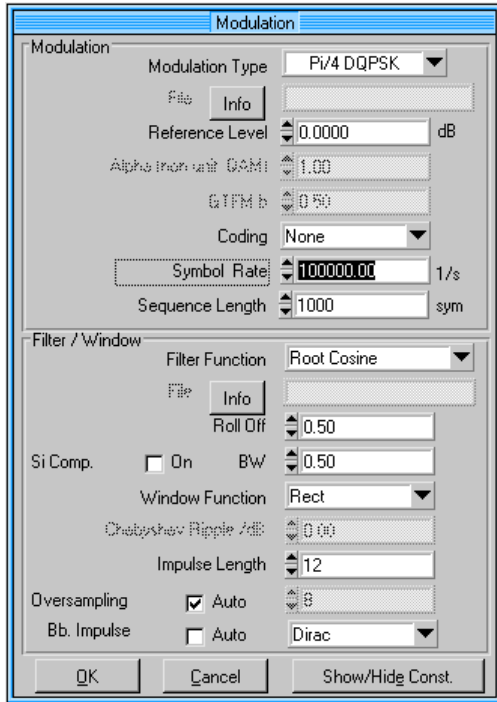 Modulation
Modulation
Modulation Type Pi/4 DQPSK
File Info
Reference Level 0.0000 dB
Alpha (non unit QAM) 1.00
GTFM b 0.50
Coding None
Symbol Rate 100000.00 1/s
Sequence Length 1000 sym
Filter / Window
Filter Function Root Cosine
File Info
Roll Off 0.50
Si Comp. On BW 0.50
Window Function Rect
Chebyshev Ripple /dB 0.00
Impulse Length 12
Oversampling Auto 8
Bb. Impulse Auto Dirac
OK Cancel Show/Hide Const.